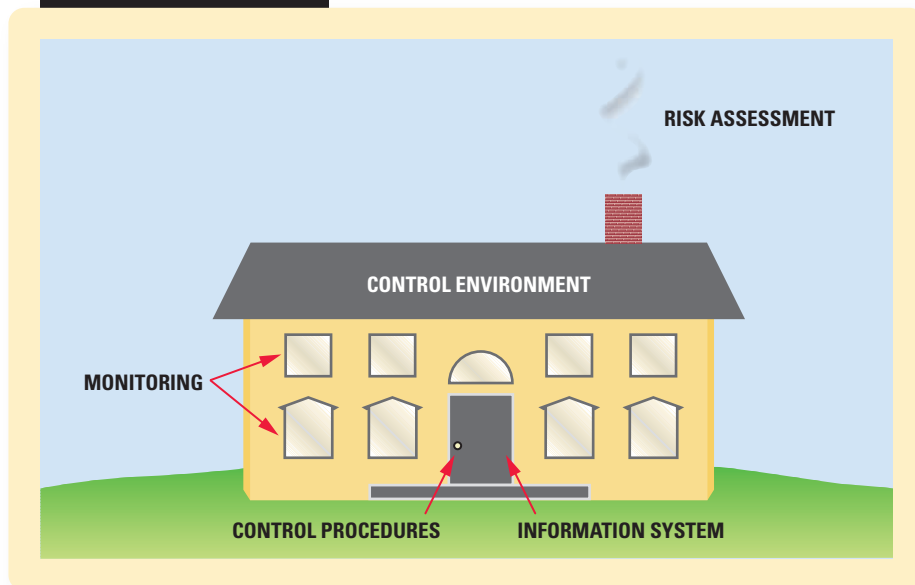 RISK ASSESSMENT
CONTROL ENVIRONMENT
MONITORING
CONTROL PROCEDURES
INFORMATION SYSTEM